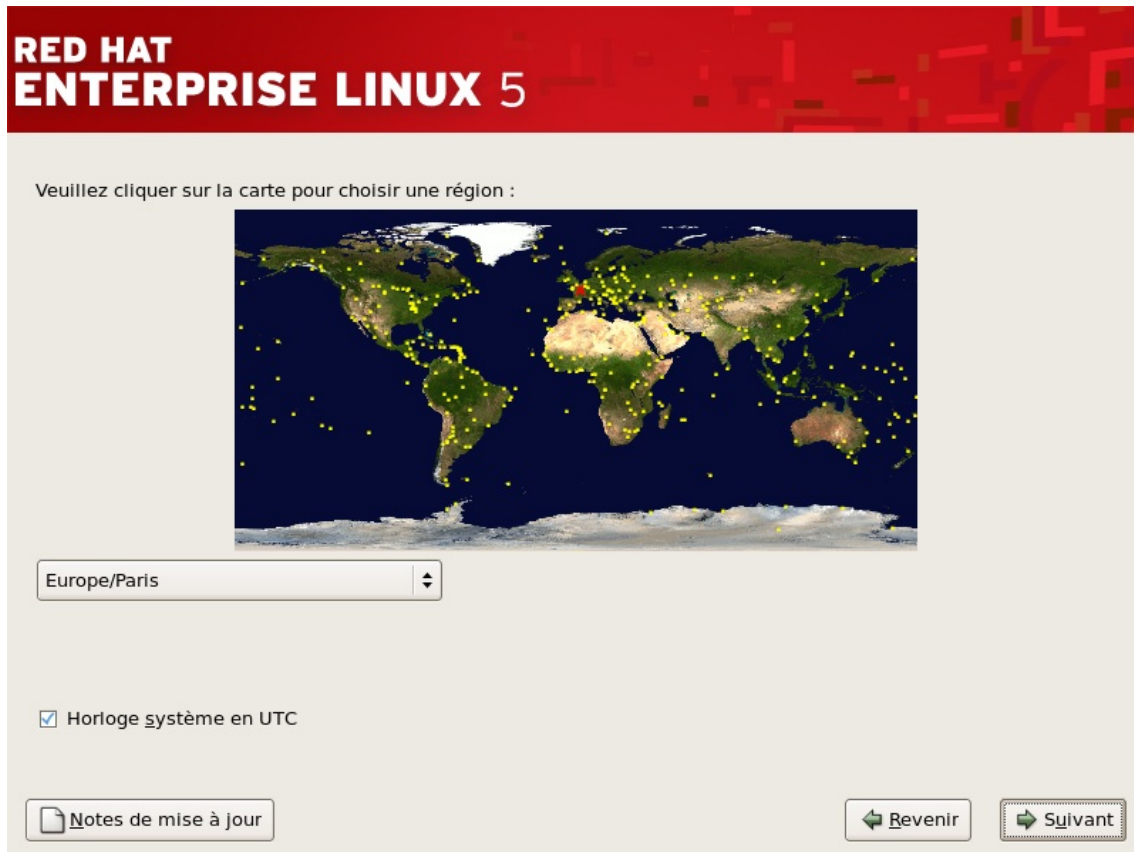 RED HAT
ENTERPRISE LINUX 5
Veuillez cliquer sur la carte pour choisir une région :
Europe/Paris
Horloge système en UTC
Notes de mise à jour
Revenir
Suivant